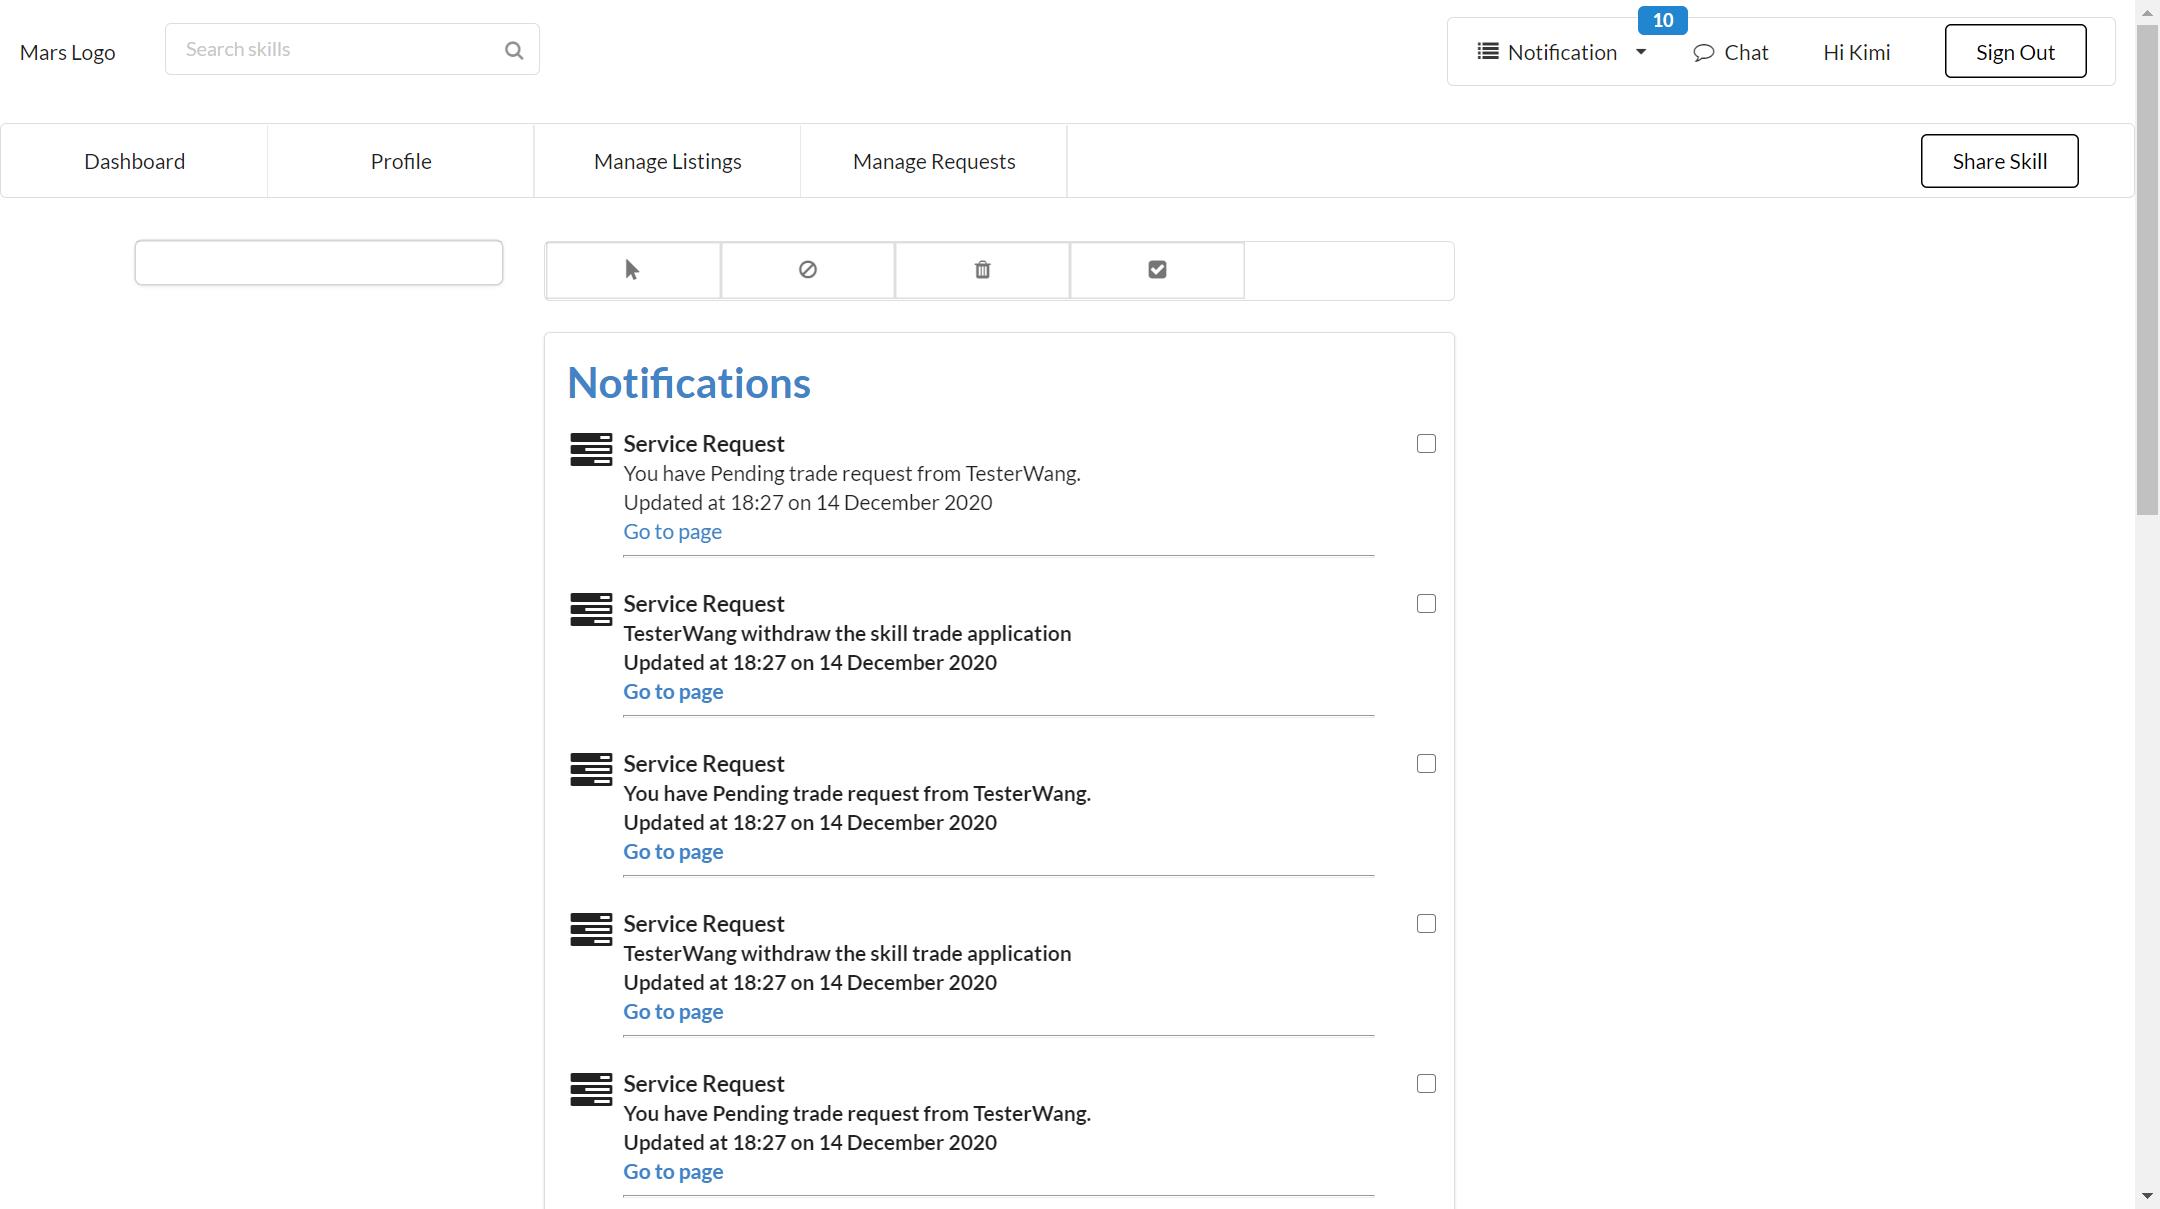 10
Mars Logo
Search skills
Notification
Chat
Hi Kimi
Sign Out
Dashboard
Profile
Manage Listings
Manage Requests
Share Skill
Notifications
Service Request
You have Pending trade request from TesterWang.
Updated at 18:27 on 14 December 2020
Go to page
Service Request
TesterWang withdraw the skill trade application
Updated at 18:27 on 14 December 2020
Go to page
Service Request
You have Pending trade request from TesterWang.
Updated at 18:27 on 14 December 2020
Go to page
Service Request
TesterWang withdraw the skill trade application
Updated at 18:27 on 14 December 2020
Go to page
Service Request
You have Pending trade request from TesterWang.
Updated at 18:27 on 14 December 2020
Go to page